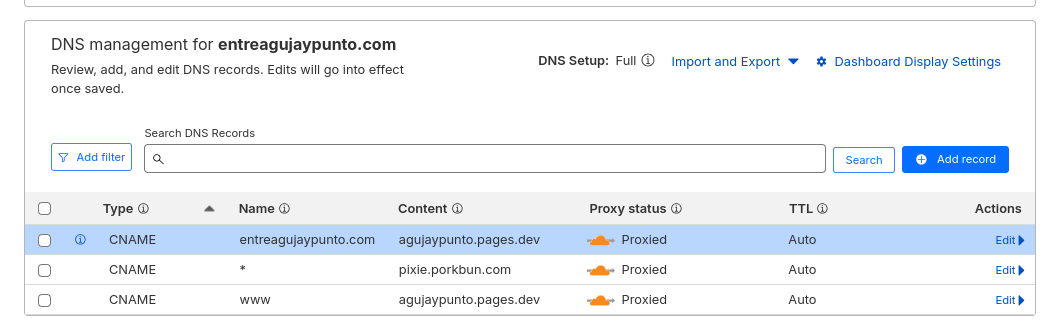 DNS management for entreagujaypunto.com
Review, add, and edit DNS records. Edits will go into effect
once saved.
DNS Setup: Full
Import and Export
Dashboard Display Settings
Search DNS Records
Add filter
Search
Add record
Type Name Content Proxy status TTL Actions
CNAME entreagujaypunto.com agujaypunto.pages.dev Proxied Auto Edit
CNAME * pixie.porkbun.com Proxied Auto Edit
CNAME www agujaypunto.pages.dev Proxied Auto Edit